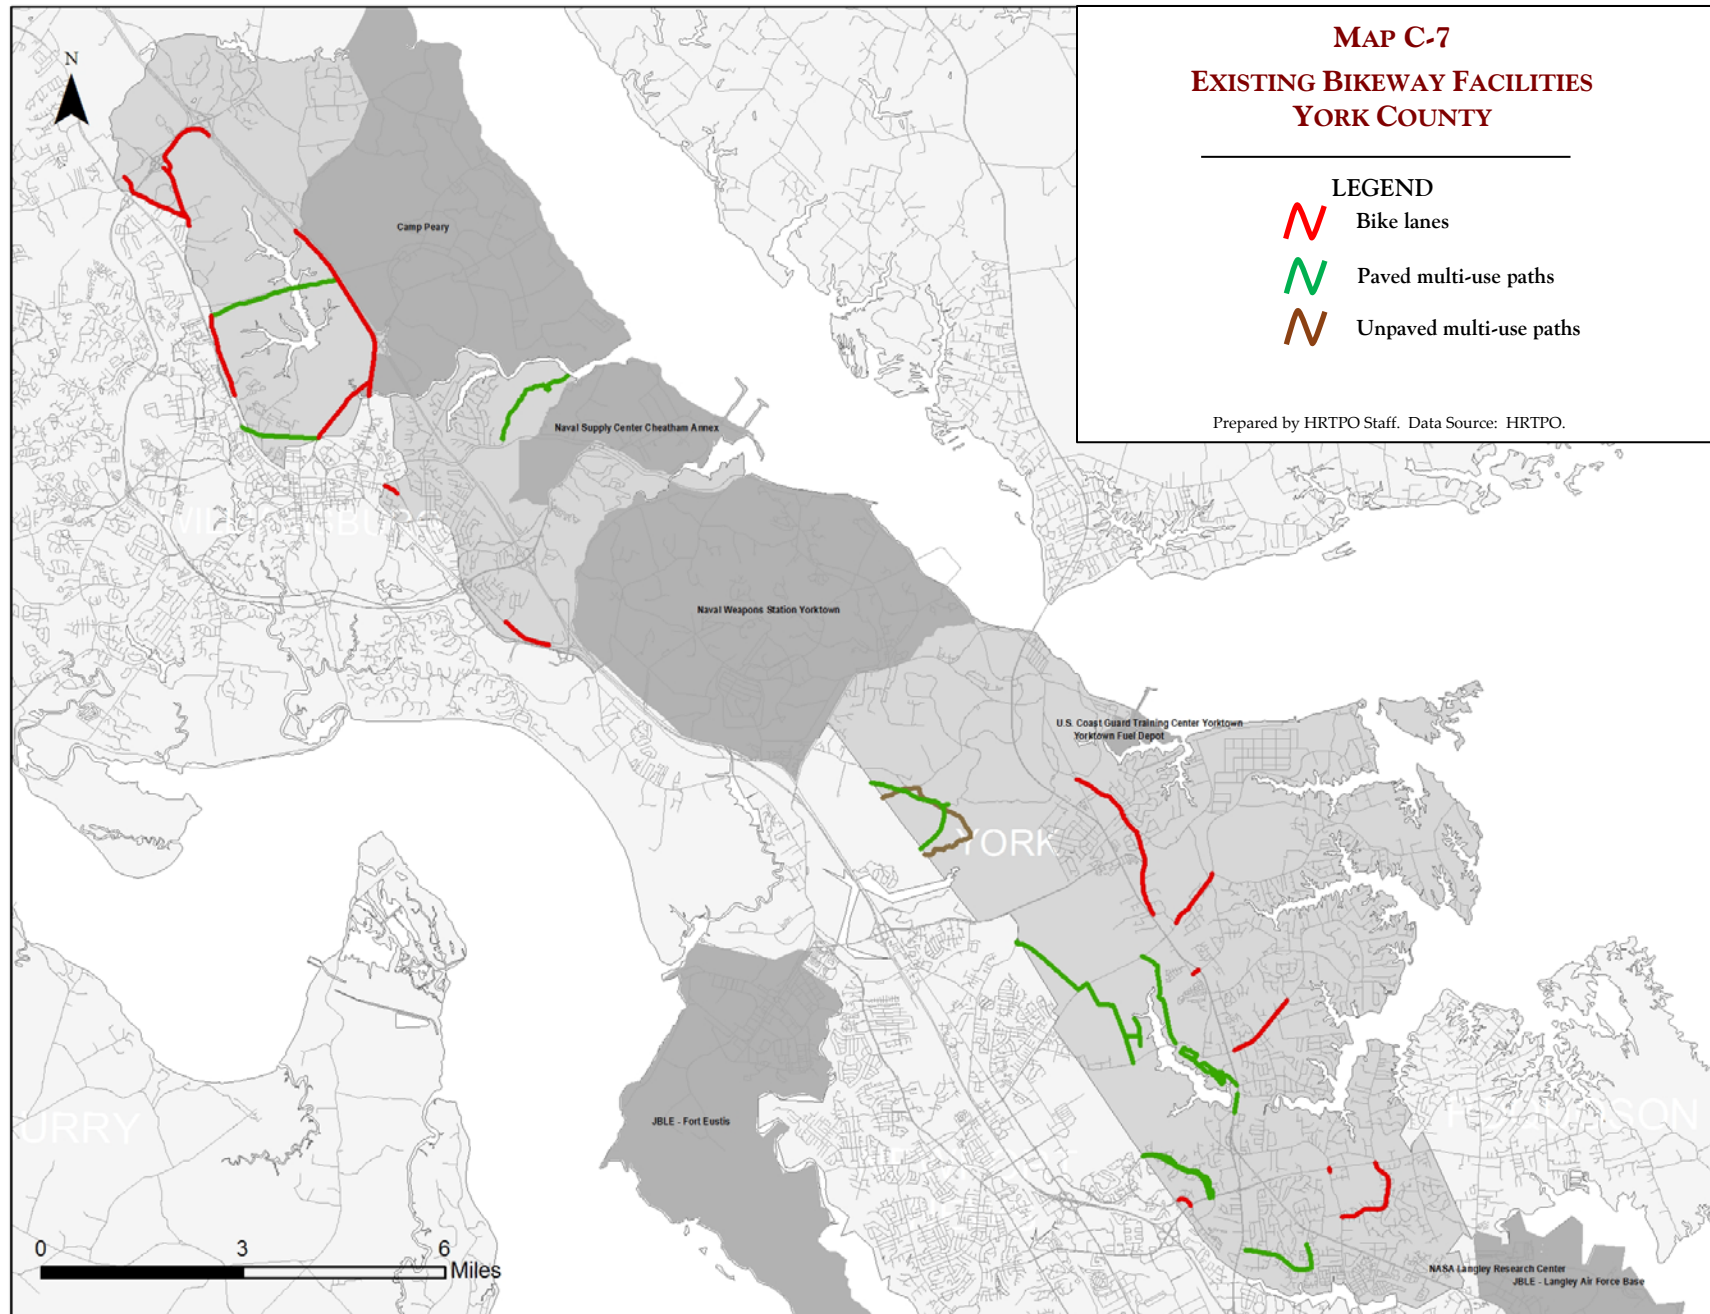 MAP C-7
EXISTING BIKEWAY FACILITIES
YORK COUNTY
LEGEND
Bike lanes
Paved multi-use paths
Unpaved multi-use paths
Prepared by HRTPO Staff. Data Source: HRTPO.
N
Camp Peary
Naval Supply Center Cheatham Annex
Naval Weapons Station Yorktown
U.S. Coast Guard Training Center Yorktown
Yorktown Fuel Depot
YORK
JBLE - Fort Eustis
URRY
NASA Langley Research Center
JBLE - Langley Air Force Base
0 3 6
Miles